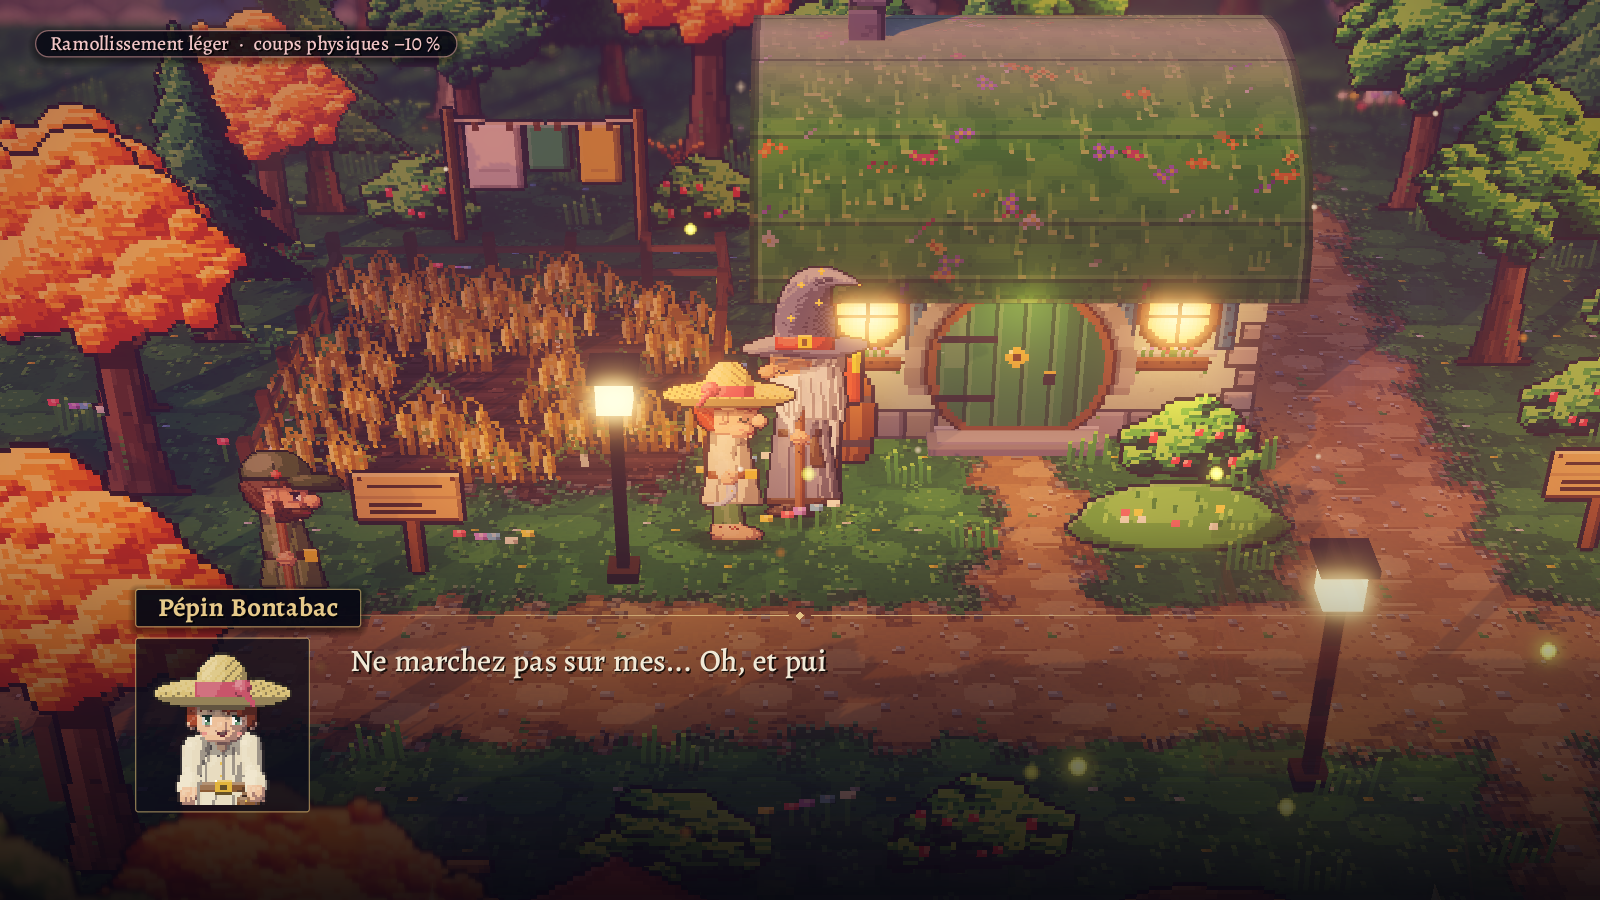 Ramollissement léger · coups physiques −10 %
Pépin Bontabac
Ne marchez pas sur mes... Oh, et pui